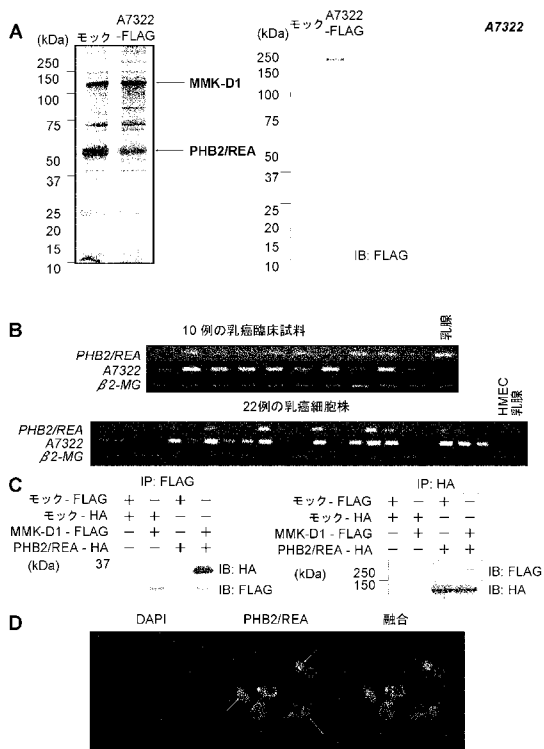 A
A7322
(kDa) モック -FLAG
250
150
100
75
50
37
25
20
15
10
MMK-D1
PHB2/REA
A7322
(kDa) モック -FLAG
250
150
100
75
50
37
25
20
15
10
IB: FLAG
A7322
B
10 例の乳癌臨床試料
乳腺
PHB2/REA
A7322
β2-MG
22例の乳癌細胞株
HMEC
乳腺
PHB2/REA
A7322
β2-MG
C
IP: FLAG
モック - FLAG + − + −
モック - HA + + − −
MMK-D1 - FLAG − + − +
PHB2/REA - HA − − + +
(kDa) 37
IB: HA
IB: FLAG
IP: HA
モック - FLAG + − + −
モック - HA + + − −
MMK-D1 - FLAG − + − +
PHB2/REA - HA − − + +
(kDa) 250
150
IB: FLAG
IB: HA
D
DAPI PHB2/REA 融合